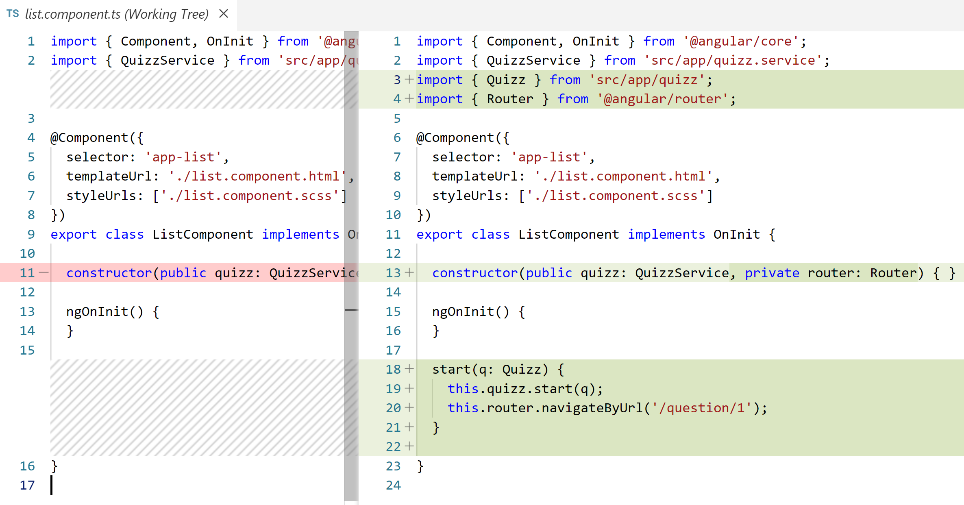 TS list.component.ts (Working Tree) ×
1 import { Component, OnInit } from '@ang
2 import { QuizzService } from 'src/app/qu
3
4 @Component({
5 selector: 'app-list',
6 templateUrl: './list.component.html',
7 styleUrls: ['./list.component.scss']
8 })
9 export class ListComponent implements On
10
11 − constructor(public quizz: QuizzService
12
13 ngOnInit() {
14 }
15
16 }
17
1 import { Component, OnInit } from '@angular/core';
2 import { QuizzService } from 'src/app/quizz.service';
3 + import { Quizz } from 'src/app/quizz';
4 + import { Router } from '@angular/router';
5
6 @Component({
7 selector: 'app-list',
8 templateUrl: './list.component.html',
9 styleUrls: ['./list.component.scss']
10 })
11 export class ListComponent implements OnInit {
12
13 + constructor(public quizz: QuizzService, private router: Router) { }
14
15 ngOnInit() {
16 }
17
18 + start(q: Quizz) {
19 + this.quizz.start(q);
20 + this.router.navigateByUrl('/question/1');
21 + }
22 +
23 }
24